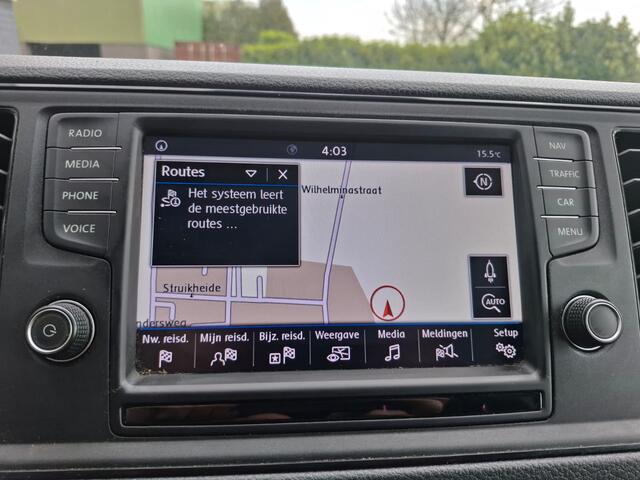 RADIO
MEDIA
PHONE
VOICE
NAV
TRAFFIC
CAR
MENU
4:03
15.5°C
Routes
Het systeem leert
de meestgebruikte
routes ...
Wilhelminastraat
N
Struikheide
ndersweg
AUTO
Nw. reisd.
Mijn reisd.
Bijz. reisd.
Weergave
Media
Meldingen
Setup